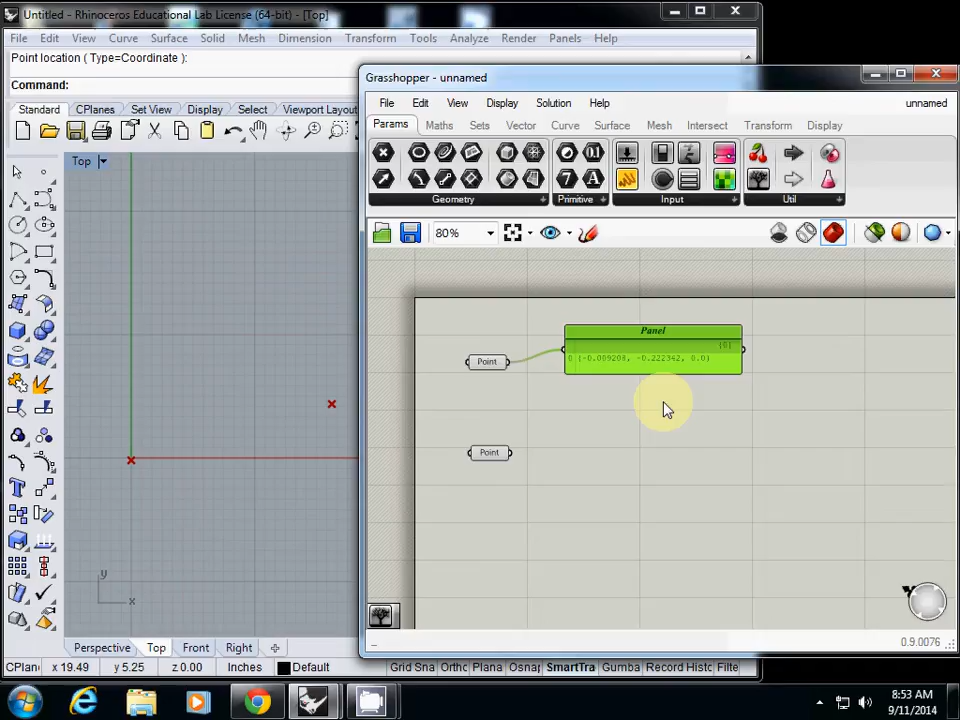 Untitled - Rhinoceros Educational Lab License (64-bit) - [Top]
File Edit View Curve Surface Solid Mesh Dimension Transform Tools Analyze Render Panels Help
Point location ( Type=Coordinate ):
Command:
Standard CPlanes Set View Display Select Viewport Layout
Top
y
x
Perspective Top Front Right
CPlan x 19.49 y 5.25 z 0.00 Inches Default Grid Sna Ortho Plana Osnap SmartTra Gumba Record Histo Filte
Grasshopper - unnamed
File Edit View Display Solution Help unnamed
Params Maths Sets Vector Curve Surface Mesh Intersect Transform Display
Geometry Primitive Input Util
80%
Panel
{0}
0 {-0.009208, -0.222342, 0.0}
Point
Point
0.9.0076
8:53 AM
9/11/2014